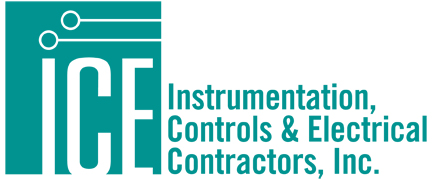 ICE
Instrumentation,
Controls & Electrical
Contractors, Inc.